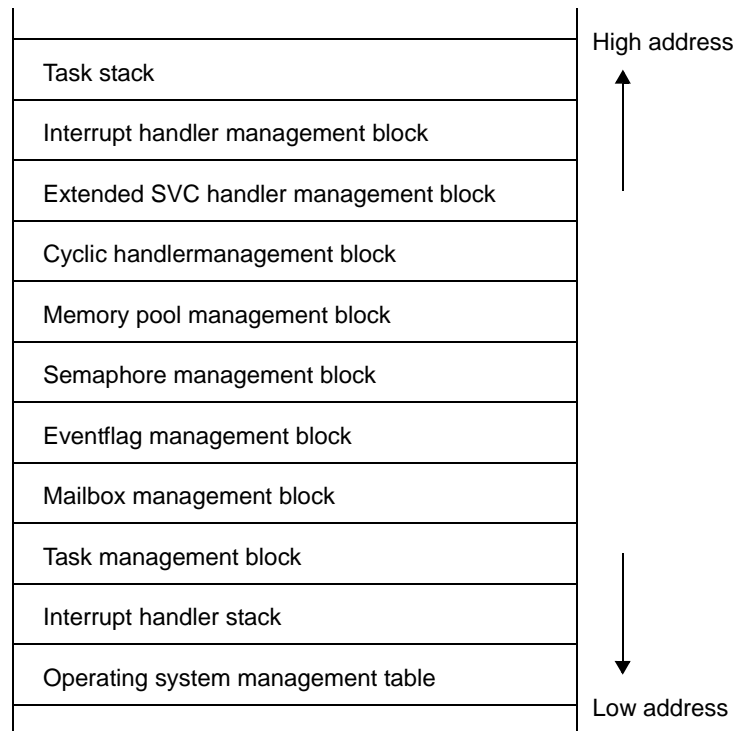 High address
Task stack
Interrupt handler management block
Extended SVC handler management block
Cyclic handlermanagement block
Memory pool management block
Semaphore management block
Eventflag management block
Mailbox management block
Task management block
Interrupt handler stack
Operating system management table
Low address